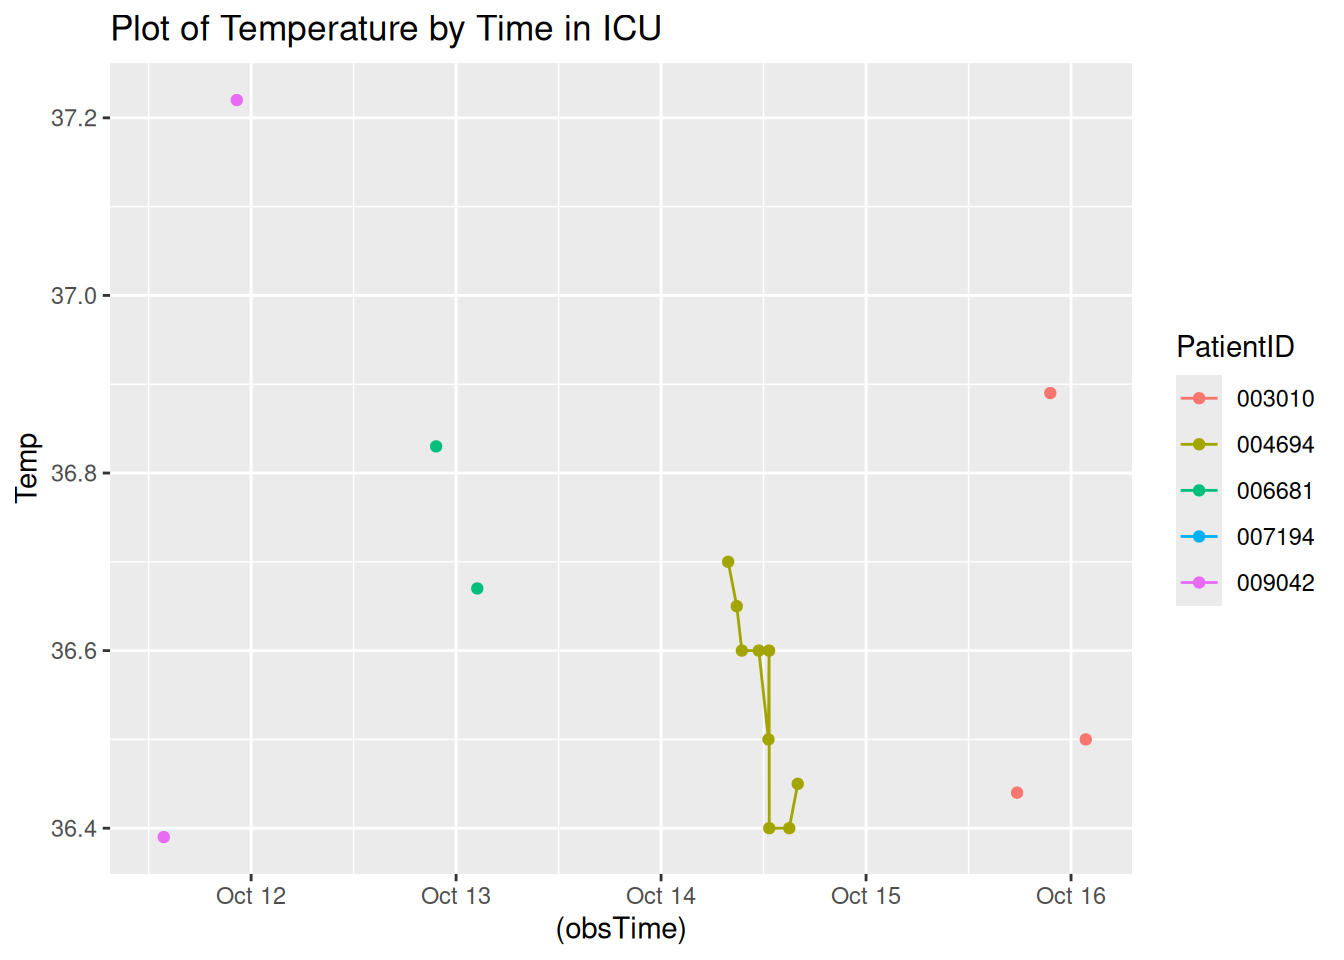 Plot of Temperature by Time in ICU
37.2
37.0
36.8
36.6
36.4
Temp
Oct 12
Oct 13
Oct 14
Oct 15
Oct 16
(obsTime)
PatientID
003010
004694
006681
007194
009042